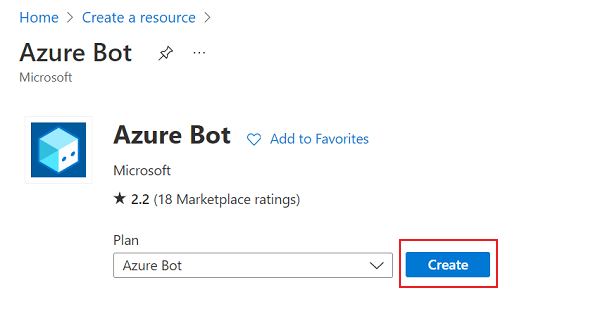 Home > Create a resource >
Azure Bot ...
Microsoft
Azure Bot Add to Favorites
Microsoft
★ 2.2 (18 Marketplace ratings)
Plan
Azure Bot Create